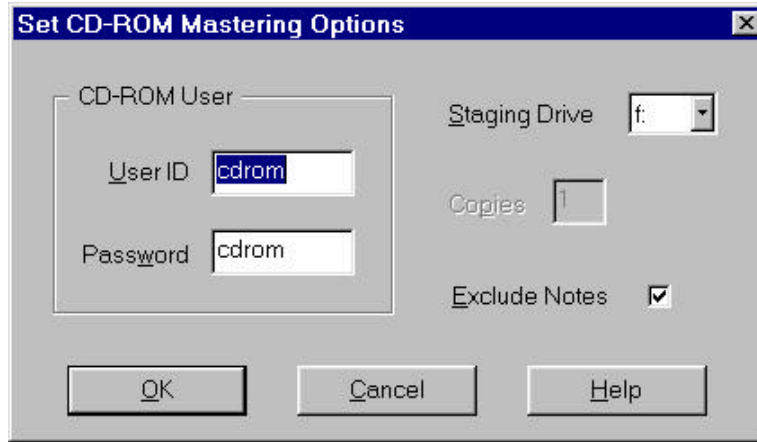 Set CD-ROM Mastering Options
CD-ROM User
User ID cdrom
Password cdrom
Staging Drive f:
Copies 1
Exclude Notes
OK Cancel Help